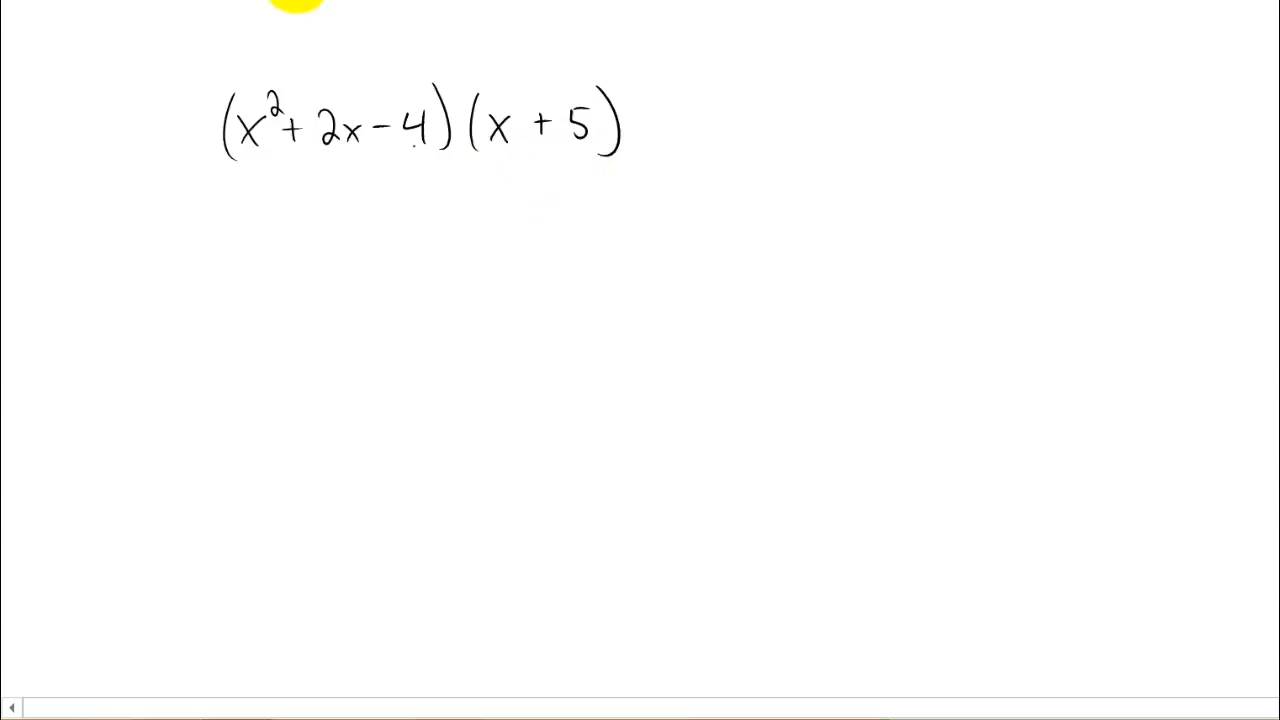 (x²+ 2x - 4) (x + 5)